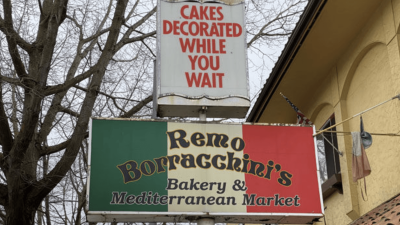 CAKES
DECORATED
WHILE
YOU
WAIT
Remo
Borracchini's
Bakery &
Mediterranean Market